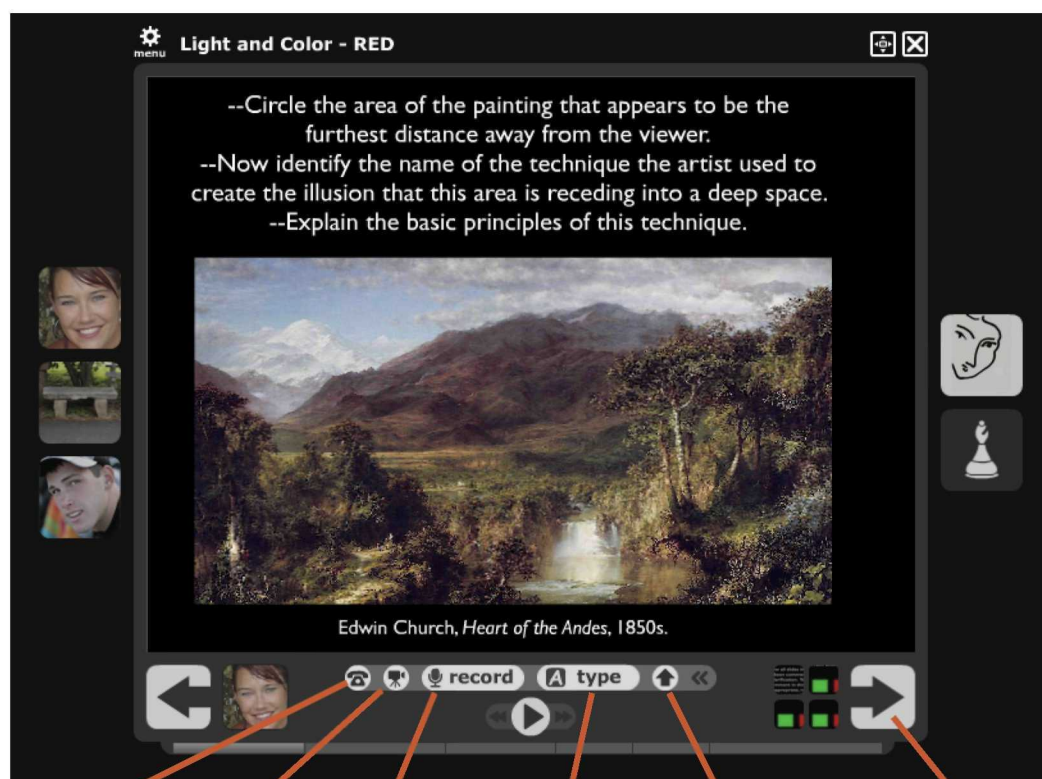 menu
Light and Color - RED
--Circle the area of the painting that appears to be the
furthest distance away from the viewer.
--Now identify the name of the technique the artist used to
create the illusion that this area is receding into a deep space.
--Explain the basic principles of this technique.
Edwin Church, Heart of the Andes, 1850s.
record
A type